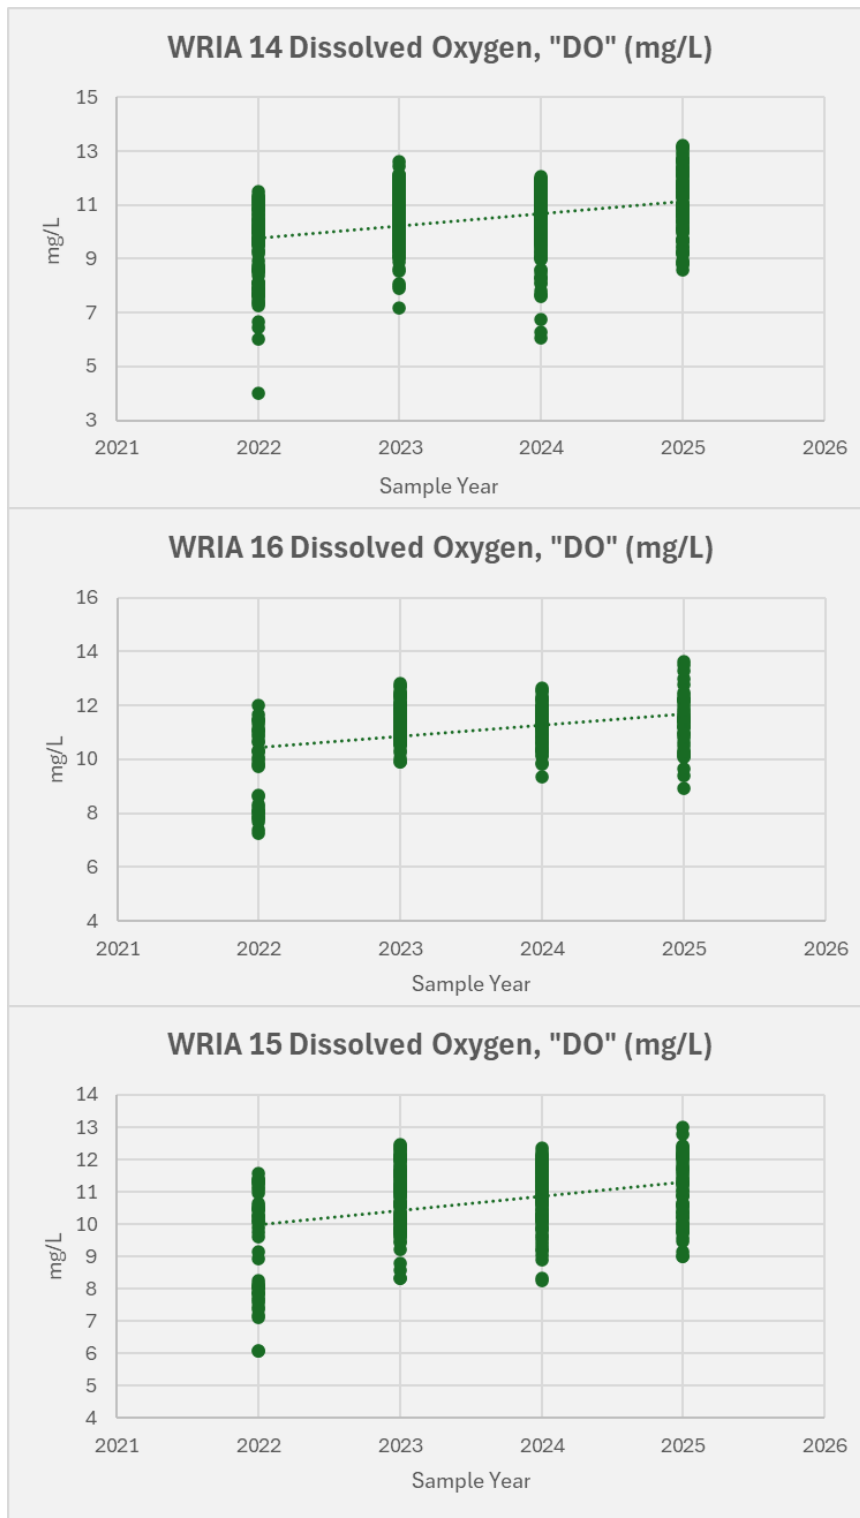 WRIA 14 Dissolved Oxygen, "DO" (mg/L)
15
13
11
9
7
5
3
mg/L
2021 2022 2023 2024 2025 2026
Sample Year
WRIA 16 Dissolved Oxygen, "DO" (mg/L)
16
14
12
10
8
6
4
mg/L
2021 2022 2023 2024 2025 2026
Sample Year
WRIA 15 Dissolved Oxygen, "DO" (mg/L)
14
13
12
11
10
9
8
7
6
5
4
mg/L
2021 2022 2023 2024 2025 2026
Sample Year